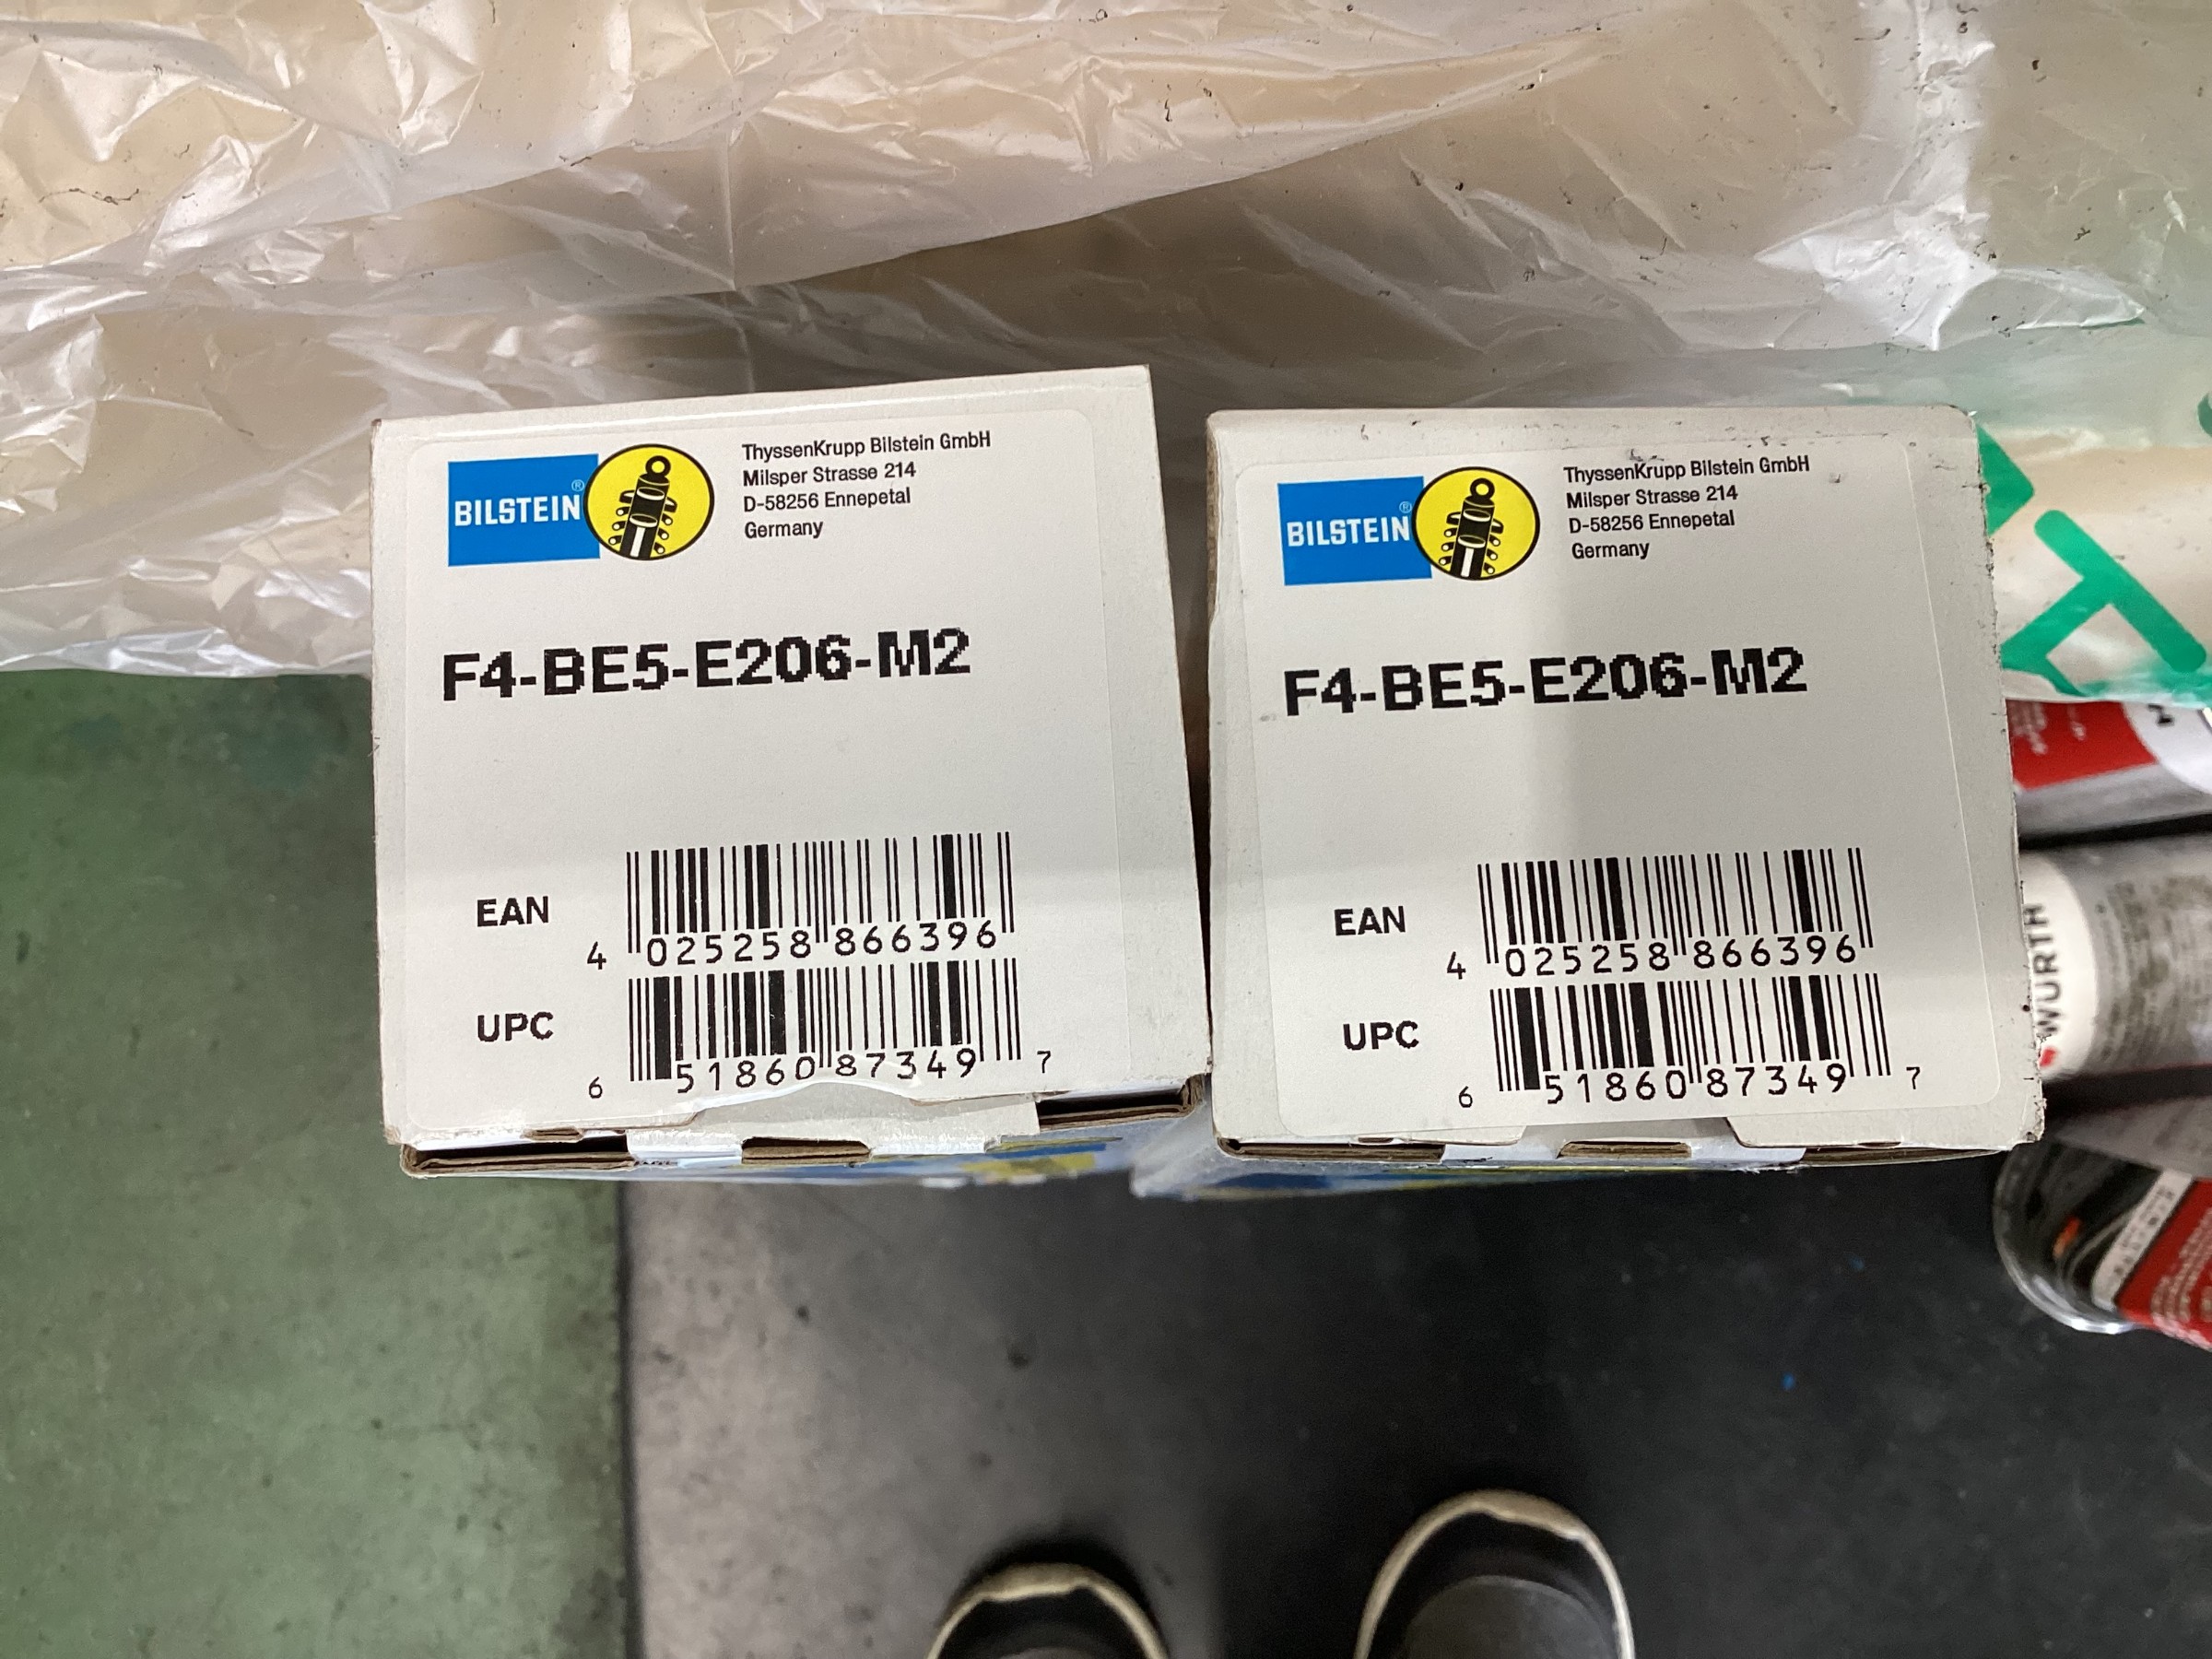 BILSTEIN®
ThyssenKrupp Bilstein GmbH
Milsper Strasse 214
D-58256 Ennepetal
Germany
F4-BE5-E206-M2
EAN
4 025258 866396
UPC
6 51860 87349 7
BILSTEIN®
ThyssenKrupp Bilstein GmbH
Milsper Strasse 214
D-58256 Ennepetal
Germany
F4-BE5-E206-M2
EAN
4 025258 866396
UPC
6 51860 87349 7
WURTH